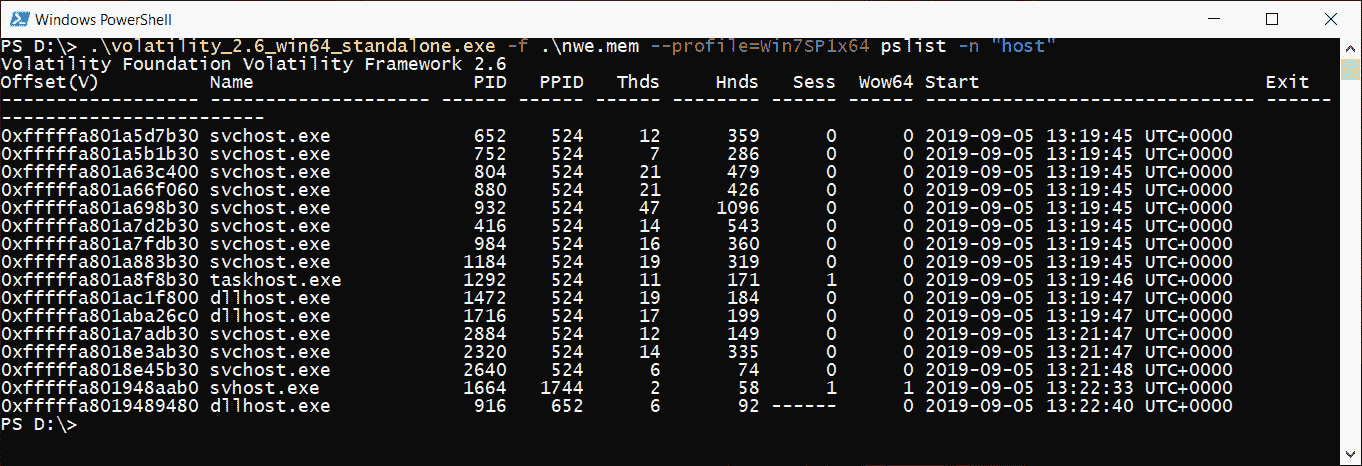 Windows PowerShell
PS D:\> .\volatility_2.6_win64_standalone.exe -f .\nwe.mem --profile=Win7SP1x64 pslist -n "host"
Volatility Foundation Volatility Framework 2.6
Offset(V)          Name                    PID   PPID   Thds     Hnds   Sess  Wow64 Start                          Exit
------------------ -------------------- ------ ------ ------ -------- ------ ------ ------------------------------ ------
------------------------
0xfffffa801a5d7b30 svchost.exe             652    524     12      359      0      0 2019-09-05 13:19:45 UTC+0000
0xfffffa801a5b1b30 svchost.exe             752    524      7      286      0      0 2019-09-05 13:19:45 UTC+0000
0xfffffa801a63c400 svchost.exe             804    524     21      479      0      0 2019-09-05 13:19:45 UTC+0000
0xfffffa801a66f060 svchost.exe             880    524     21      426      0      0 2019-09-05 13:19:45 UTC+0000
0xfffffa801a698b30 svchost.exe             932    524     47     1096      0      0 2019-09-05 13:19:45 UTC+0000
0xfffffa801a7d2b30 svchost.exe             416    524     14      543      0      0 2019-09-05 13:19:45 UTC+0000
0xfffffa801a7fdb30 svchost.exe             984    524     16      360      0      0 2019-09-05 13:19:45 UTC+0000
0xfffffa801a883b30 svchost.exe            1184    524     19      319      0      0 2019-09-05 13:19:45 UTC+0000
0xfffffa801a8f8b30 taskhost.exe           1292    524     11      171      1      0 2019-09-05 13:19:46 UTC+0000
0xfffffa801ac1f800 dllhost.exe            1472    524     19      184      0      0 2019-09-05 13:19:47 UTC+0000
0xfffffa801aba26c0 dllhost.exe            1716    524     17      199      0      0 2019-09-05 13:19:47 UTC+0000
0xfffffa801a7adb30 svchost.exe            2884    524     12      149      0      0 2019-09-05 13:21:47 UTC+0000
0xfffffa8018e3ab30 svchost.exe            2320    524     14      335      0      0 2019-09-05 13:21:47 UTC+0000
0xfffffa8018e45b30 svchost.exe            2640    524      6       74      0      0 2019-09-05 13:21:48 UTC+0000
0xfffffa801948aab0 svhost.exe             1664   1744      2       58      1      1 2019-09-05 13:22:33 UTC+0000
0xfffffa8019489480 dllhost.exe             916    652      6       92 ------      0 2019-09-05 13:22:40 UTC+0000
PS D:\>